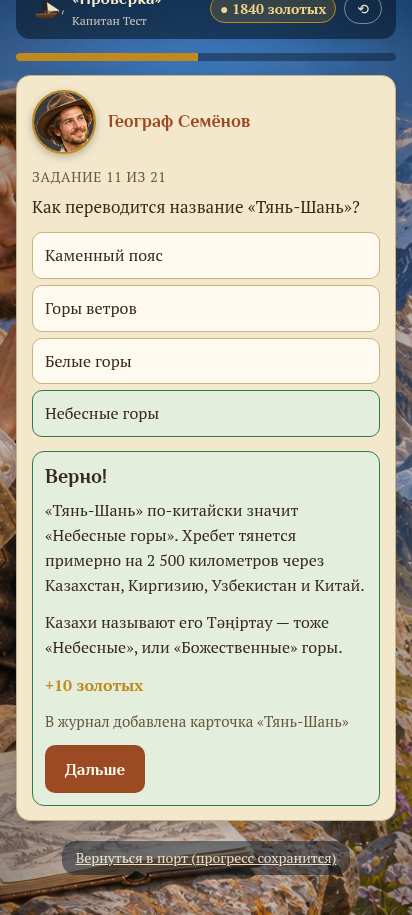 «Проверка»
Капитан Тест
● 1840 золотых
⟲
Географ Семёнов
ЗАДАНИЕ 11 ИЗ 21
Как переводится название «Тянь-Шань»?
Каменный пояс
Горы ветров
Белые горы
Небесные горы
Верно!
«Тянь-Шань» по-китайски значит
«Небесные горы». Хребет тянется
примерно на 2 500 километров через
Казахстан, Киргизию, Узбекистан и Китай.
Казахи называют его Тәңіртау — тоже
«Небесные», или «Божественные» горы.
+10 золотых
В журнал добавлена карточка «Тянь-Шань»
Дальше
Вернуться в порт (прогресс сохранится)